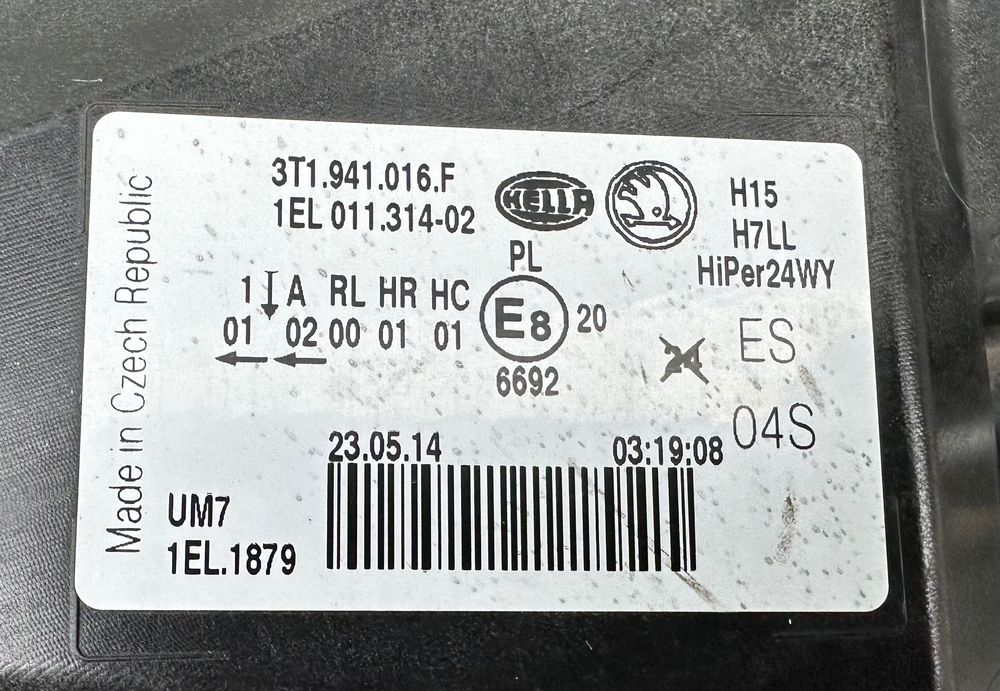 Made in Czech Republic
3T1.941.016.F
1EL 011.314-02
HELLA
H15
H7LL
HiPer24WY
PL
1 A RL HR HC
01 02 00 01 01
E8 20
6692
24
ES
04S
23.05.14 03:19:08
UM7
1EL.1879